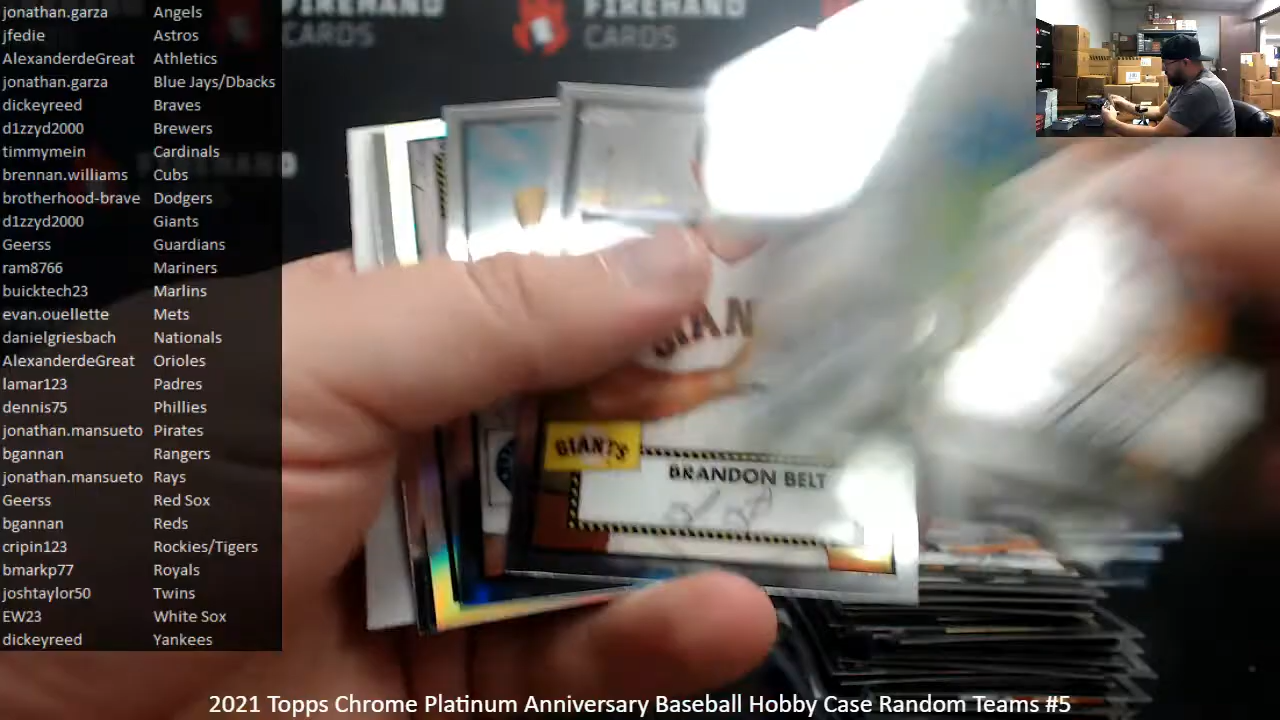 jonathan.garza Angels
jfedie Astros
AlexanderdeGreat Athletics
jonathan.garza Blue Jays/Dbacks
dickeyreed Braves
d1zzyd2000 Brewers
timmymein Cardinals
brennan.williams Cubs
brotherhood-brave Dodgers
d1zzyd2000 Giants
Geerss Guardians
ram8766 Mariners
buicktech23 Marlins
evan.ouellette Mets
danielgriesbach Nationals
AlexanderdeGreat Orioles
lamar123 Padres
dennis75 Phillies
jonathan.mansueto Pirates
bgannan Rangers
jonathan.mansueto Rays
Geerss Red Sox
bgannan Reds
cripin123 Rockies/Tigers
bmarkp77 Royals
joshtaylor50 Twins
EW23 White Sox
dickeyreed Yankees
FIREHAND
CARDS
FIREHAND
CARDS
GIANTS
BRANDON BELT
2021 Topps Chrome Platinum Anniversary Baseball Hobby Case Random Teams #5